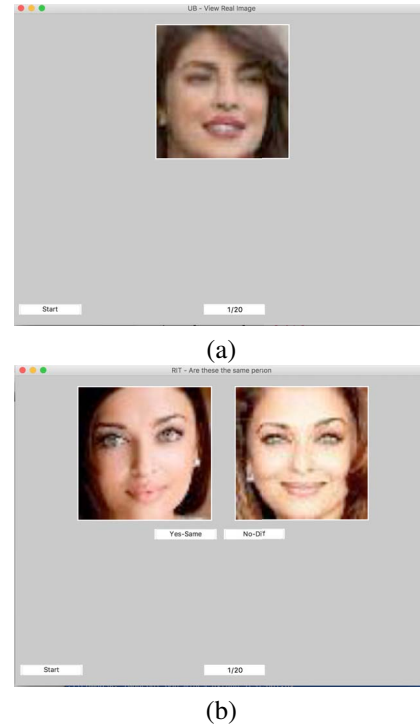 UB - View Real Image
Start
1/20
(a)
RIT - Are these the same person
Yes-Same
No-Dif
Start
1/20
(b)